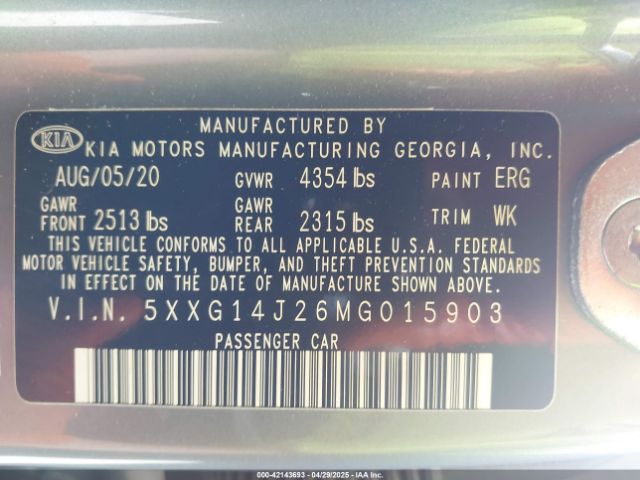 KIA
MANUFACTURED BY
KIA MOTORS MANUFACTURING GEORGIA, INC.
AUG/05/20 GVWR 4354 lbs PAINT ERG
GAWR FRONT 2513 lbs GAWR REAR 2315 lbs TRIM WK
THIS VEHICLE CONFORMS TO ALL APPLICABLE U.S.A. FEDERAL
MOTOR VEHICLE SAFETY, BUMPER, AND THEFT PREVENTION STANDARDS
IN EFFECT ON THE DATE OF MANUFACTURE SHOWN ABOVE.
V.I.N. 5XXG14J26MG015903
PASSENGER CAR
000-42143693 04/29/2025 - IAA Inc.